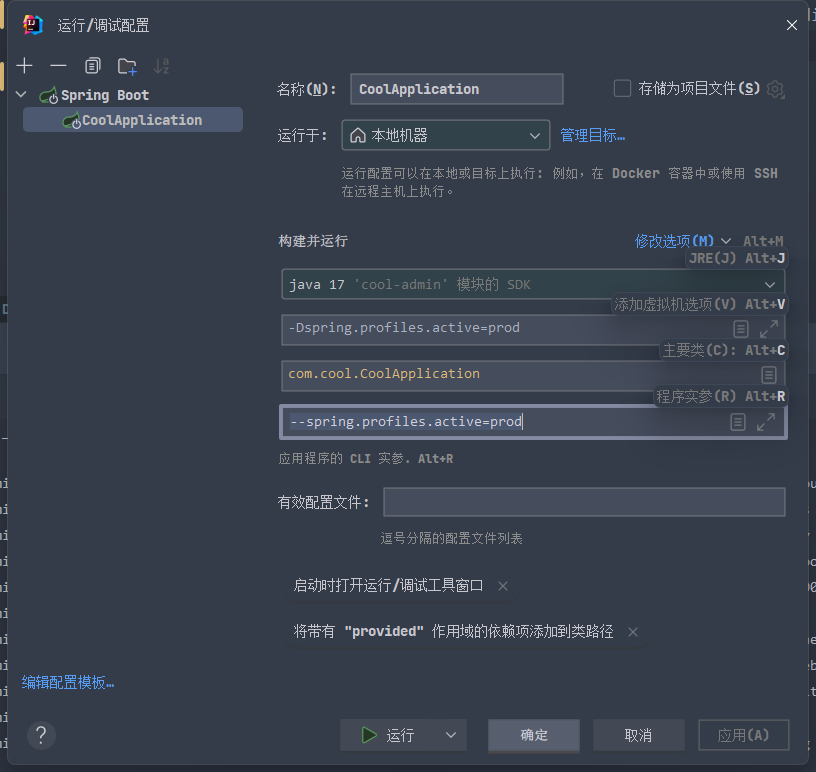 运行/调试配置
Spring Boot
CoolApplication
名称(N)：
CoolApplication
存储为项目文件(S)
运行于：
本地机器
管理目标…
运行配置可以在本地或目标上执行：例如，在 Docker 容器中或使用 SSH
在远程主机上执行。
构建并运行
修改选项(M)
Alt+M
JRE(J) Alt+J
java 17 'cool-admin' 模块的 SDK
添加虚拟机选项(V) Alt+V
-Dspring.profiles.active=prod
主要类(C)： Alt+C
com.cool.CoolApplication
程序实参(R) Alt+R
--spring.profiles.active=prod
应用程序的 CLI 实参. Alt+R
有效配置文件：
逗号分隔的配置文件列表
启动时打开运行/调试工具窗口 ×
将带有 "provided" 作用域的依赖项添加到类路径 ×
编辑配置模板…
?
运行
确定
取消
应用(A)